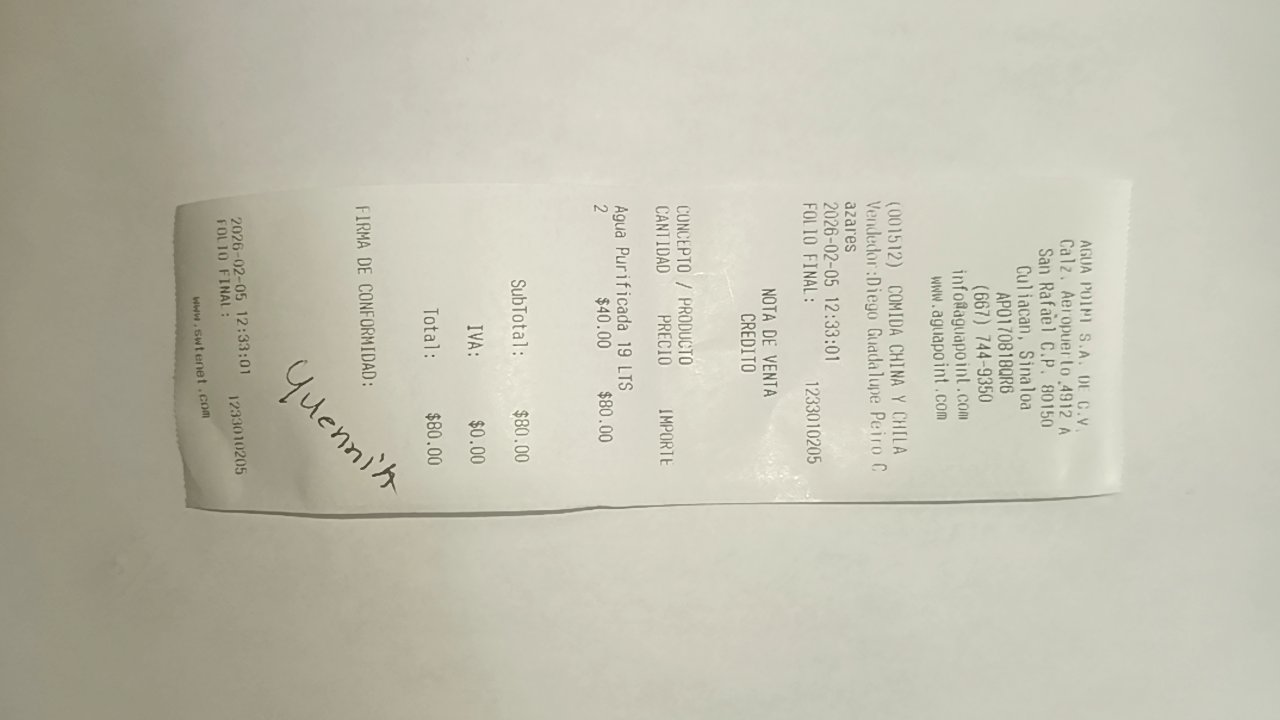 AGUA POINT S.A. DE C.V.
Calz. Aeropuerto 4912 A
San Rafael C.P. 80150
Culiacan, Sinaloa
APO170818QR6
(667) 744-9350
info@aguapoint.com
www.aguapoint.com
(001512) COMIDA CHINA Y CHILA
Vendedor:Diego Guadalupe Peiro C
azares
2026-02-05 12:33:01
FOLIO FINAL: 1233010205
NOTA DE VENTA
CREDITO
CONCEPTO / PRODUCTO
CANTIDAD PRECIO IMPORTE
Agua Purificada 19 LTS
2 $40.00 $80.00
SubTotal: $80.00
IVA: $0.00
Total: $80.00
FIRMA DE CONFORMIDAD:
2026-02-05 12:33:01
FOLIO FINAL: 1233010205
www.swtenet.com